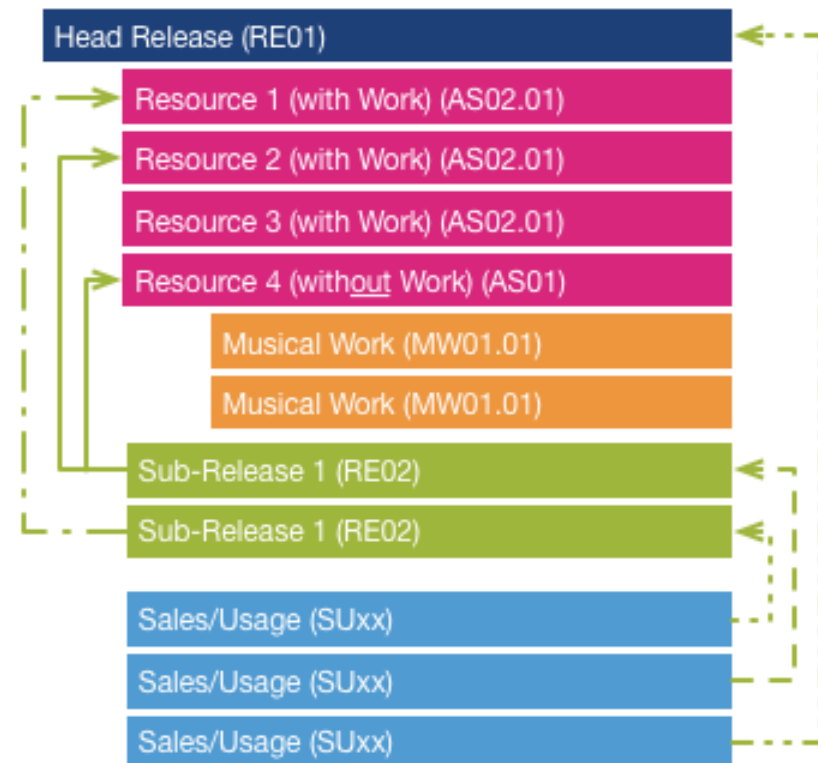 Head Release (RE01)
Resource 1 (with Work) (AS02.01)
Resource 2 (with Work) (AS02.01)
Resource 3 (with Work) (AS02.01)
Resource 4 (without Work) (AS01)
Musical Work (MW01.01)
Musical Work (MW01.01)
Sub-Release 1 (RE02)
Sub-Release 1 (RE02)
Sales/Usage (SUxx)
Sales/Usage (SUxx)
Sales/Usage (SUxx)